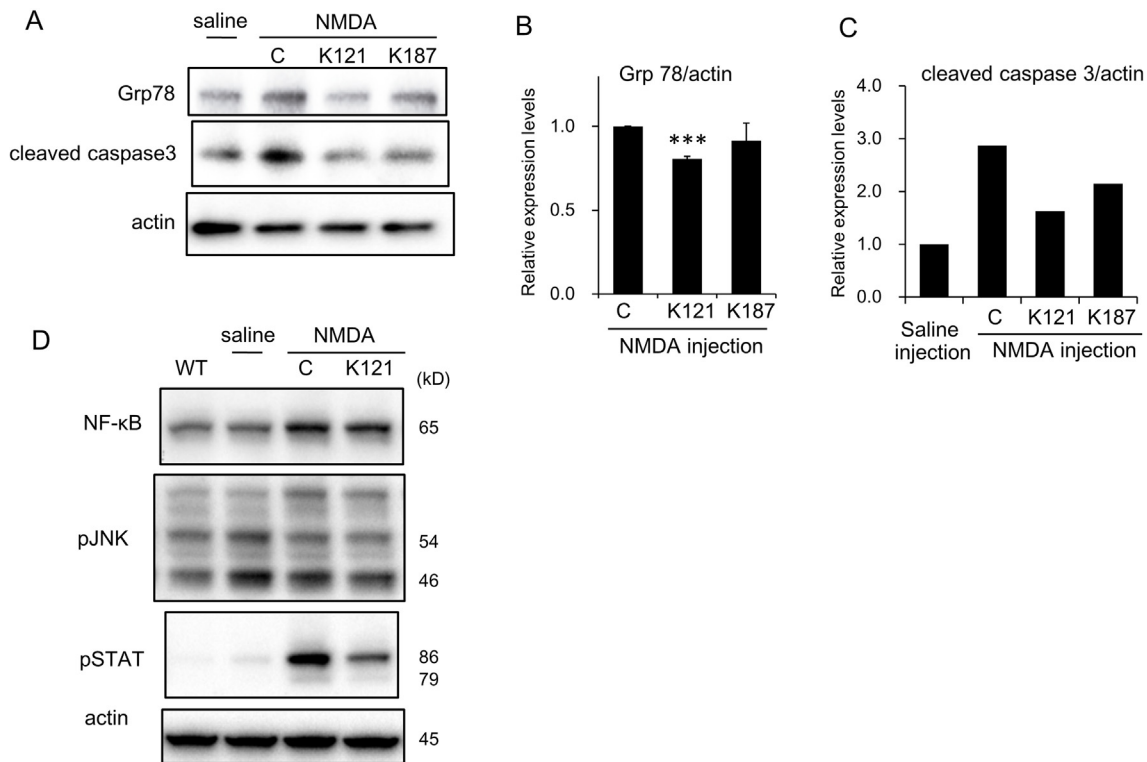 A
saline NMDA
C K121 K187
Grp78
cleaved caspase3
actin
B
Grp 78/actin
Relative expression levels
1.0
***
0.5
0.0
C K121 K187
NMDA injection
C
cleaved caspase 3/actin
Relative expression levels
4.0
3.0
2.0
1.0
0.0
Saline
injection
C K121 K187
NMDA injection
D
saline NMDA
WT C K121
(kD)
NF-κB 65
pJNK 54
46
pSTAT 86
79
actin 45